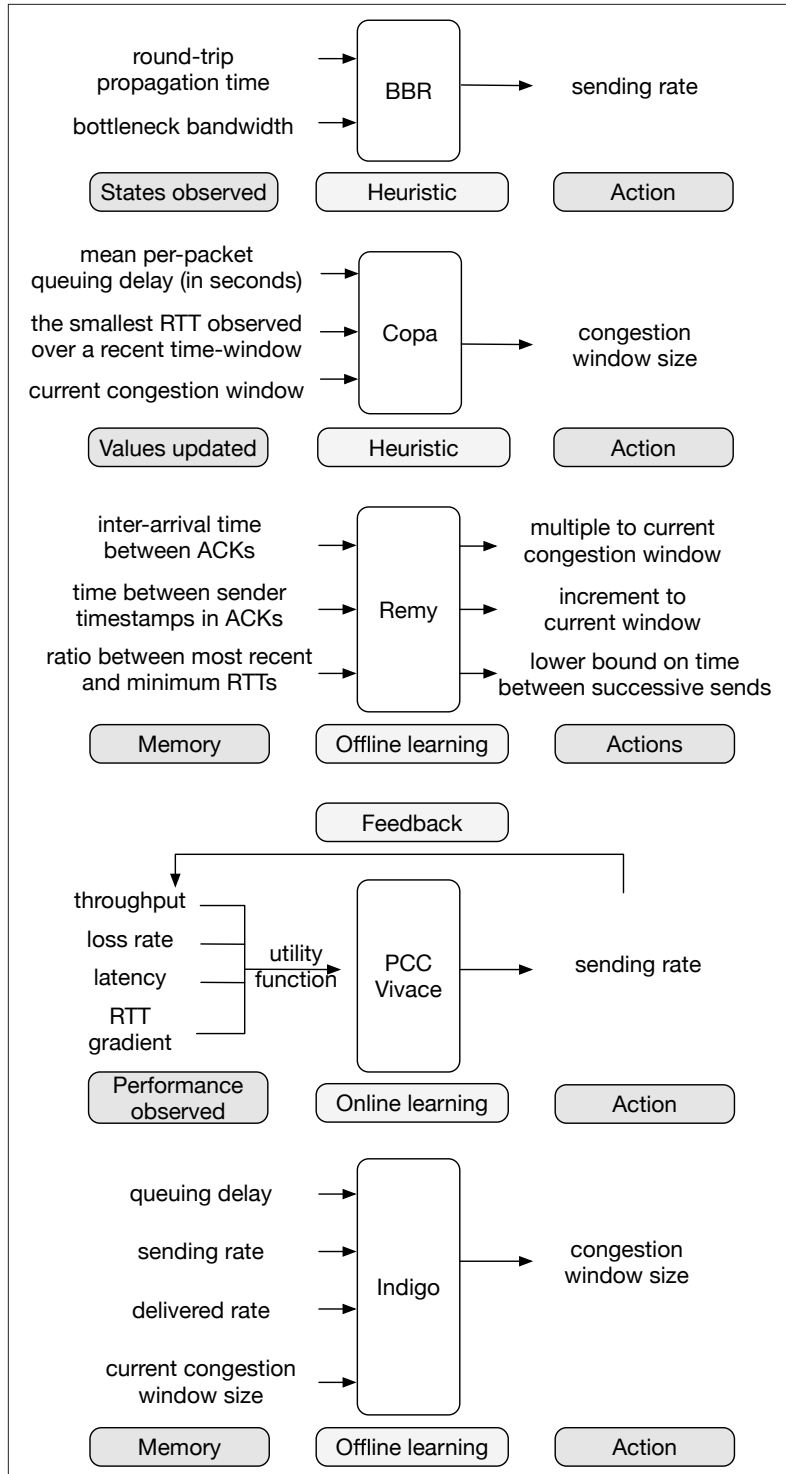 round-trip
propagation time
bottleneck bandwidth
BBR
sending rate
States observed
Heuristic
Action
mean per-packet
queuing delay (in seconds)
the smallest RTT observed
over a recent time-window
current congestion window
Copa
congestion
window size
Values updated
Heuristic
Action
inter-arrival time
between ACKs
time between sender
timestamps in ACKs
ratio between most recent
and minimum RTTs
Remy
multiple to current
congestion window
increment to
current window
lower bound on time
between successive sends
Memory
Offline learning
Actions
Feedback
throughput
loss rate
latency
RTT
gradient
utility
function
PCC
Vivace
sending rate
Performance
observed
Online learning
Action
queuing delay
sending rate
delivered rate
current congestion
window size
Indigo
congestion
window size
Memory
Offline learning
Action